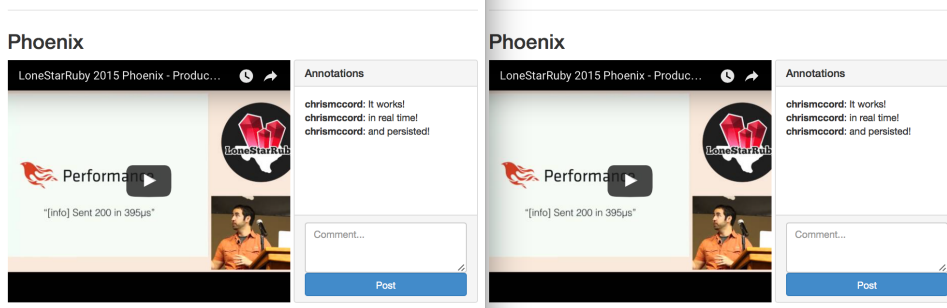 Phoenix
LoneStarRuby 2015 Phoenix - Produc...
Annotations
chrismccord: It works!
chrismccord: in real time!
chrismccord: and persisted!
LoneStarRub
Performance
"[info] Sent 200 in 395µs"
Comment...
Post
Phoenix
LoneStarRuby 2015 Phoenix - Produc...
Annotations
chrismccord: It works!
chrismccord: in real time!
chrismccord: and persisted!
LoneStarRub
Performance
"[info] Sent 200 in 395µs"
Comment...
Post